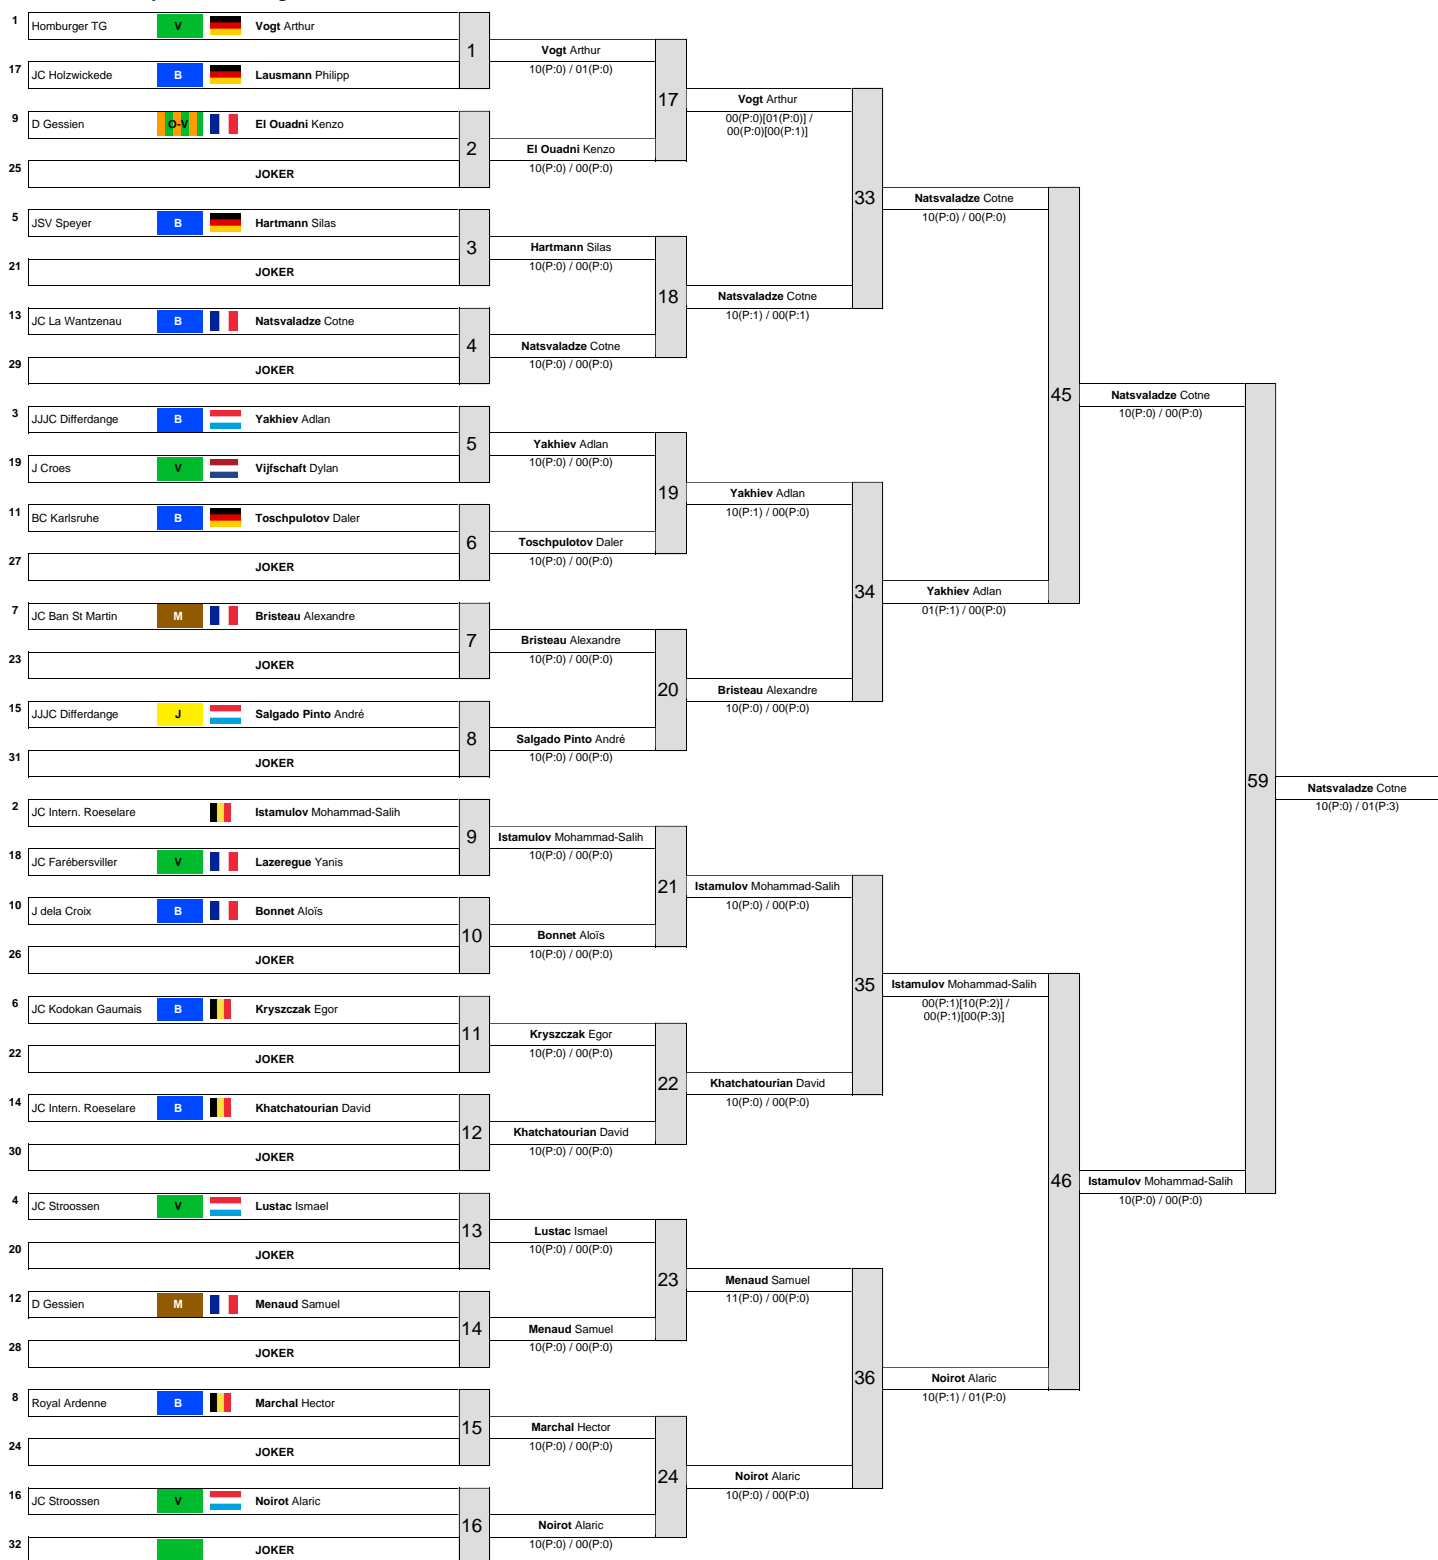 1 Homburger TG V Vogt Arthur
1
17 JC Holzwickede B Lausmann Philipp
9 D Gessien O-V El Ouadni Kenzo
2
25 JOKER
5 JSV Speyer B Hartmann Silas
3
21 JOKER
13 JC La Wantzenau B Natsvaladze Cotne
4
29 JOKER
3 JJJC Differdange B Yakhiev Adlan
5
19 J Croes V Vijfschaft Dylan
11 BC Karlsruhe B Toschpulotov Daler
6
27 JOKER
7 JC Ban St Martin M Bristeau Alexandre
7
23 JOKER
15 JJJC Differdange J Salgado Pinto André
8
31 JOKER
2 JC Intern. Roeselare Istamulov Mohammad-Salih
9
18 JC Farébersviller V Lazeregue Yanis
10 J dela Croix B Bonnet Aloïs
10
26 JOKER
6 JC Kodokan Gaumais B Kryszczak Egor
11
22 JOKER
14 JC Intern. Roeselare B Khatchatourian David
12
30 JOKER
4 JC Stroossen V Lustac Ismael
13
20 JOKER
12 D Gessien M Menaud Samuel
14
28 JOKER
8 Royal Ardenne B Marchal Hector
15
24 JOKER
16 JC Stroossen V Noirot Alaric
16
32 JOKER
Vogt Arthur
10(P:0) / 01(P:0)
17
El Ouadni Kenzo
10(P:0) / 00(P:0)
Hartmann Silas
10(P:0) / 00(P:0)
18
Natsvaladze Cotne
10(P:0) / 00(P:0)
Yakhiev Adlan
10(P:0) / 00(P:0)
19
Toschpulotov Daler
10(P:0) / 00(P:0)
Bristeau Alexandre
10(P:0) / 00(P:0)
20
Salgado Pinto André
10(P:0) / 00(P:0)
Istamulov Mohammad-Salih
10(P:0) / 00(P:0)
21
Bonnet Aloïs
10(P:0) / 00(P:0)
Kryszczak Egor
10(P:0) / 00(P:0)
22
Khatchatourian David
10(P:0) / 00(P:0)
Lustac Ismael
10(P:0) / 00(P:0)
23
Menaud Samuel
10(P:0) / 00(P:0)
Marchal Hector
10(P:0) / 00(P:0)
24
Noirot Alaric
10(P:0) / 00(P:0)
Vogt Arthur
00(P:0)[01(P:0)] /
00(P:0)[00(P:1)]
33
Natsvaladze Cotne
10(P:1) / 00(P:1)
Yakhiev Adlan
10(P:1) / 00(P:0)
34
Bristeau Alexandre
10(P:0) / 00(P:0)
Istamulov Mohammad-Salih
10(P:0) / 00(P:0)
35
Khatchatourian David
10(P:0) / 00(P:0)
Menaud Samuel
11(P:0) / 00(P:0)
36
Noirot Alaric
10(P:0) / 00(P:0)
Natsvaladze Cotne
10(P:0) / 00(P:0)
45
Yakhiev Adlan
01(P:1) / 00(P:0)
Istamulov Mohammad-Salih
00(P:1)[10(P:2)] /
00(P:1)[00(P:3)]
46
Noirot Alaric
10(P:1) / 01(P:0)
Natsvaladze Cotne
10(P:0) / 00(P:0)
59
Istamulov Mohammad-Salih
10(P:0) / 00(P:0)
Natsvaladze Cotne
10(P:0) / 01(P:3)